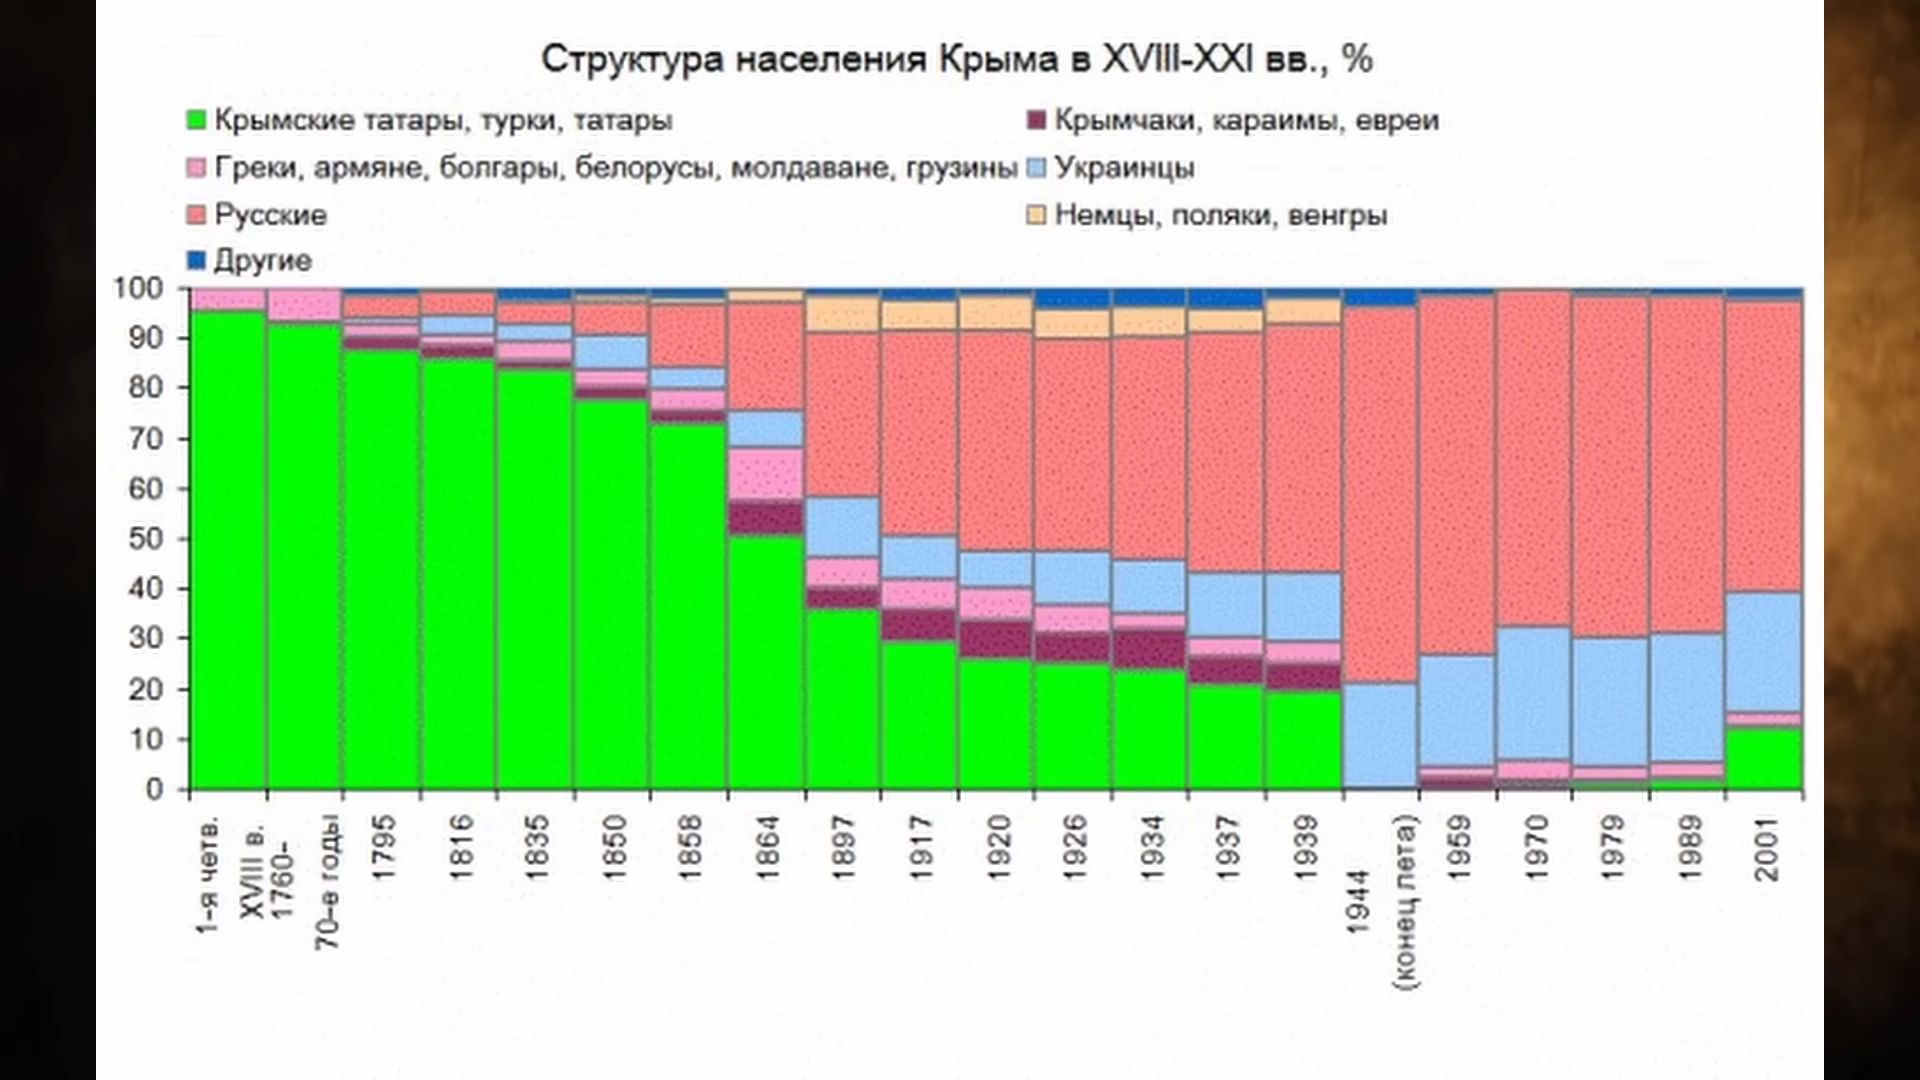 Структура населения Крыма в XVIII-XXI вв., %
Крымские татары, турки, татары
Крымчаки, караимы, евреи
Греки, армяне, болгары, белорусы, молдаване, грузины
Украинцы
Русские
Немцы, поляки, венгры
Другие
100
90
80
70
60
50
40
30
20
10
0
1-я четв.
XVIII в.
1760-
70-е годы
1795
1816
1835
1850
1858
1864
1897
1917
1920
1926
1934
1937
1939
1944
(конец лета)
1959
1970
1979
1989
2001